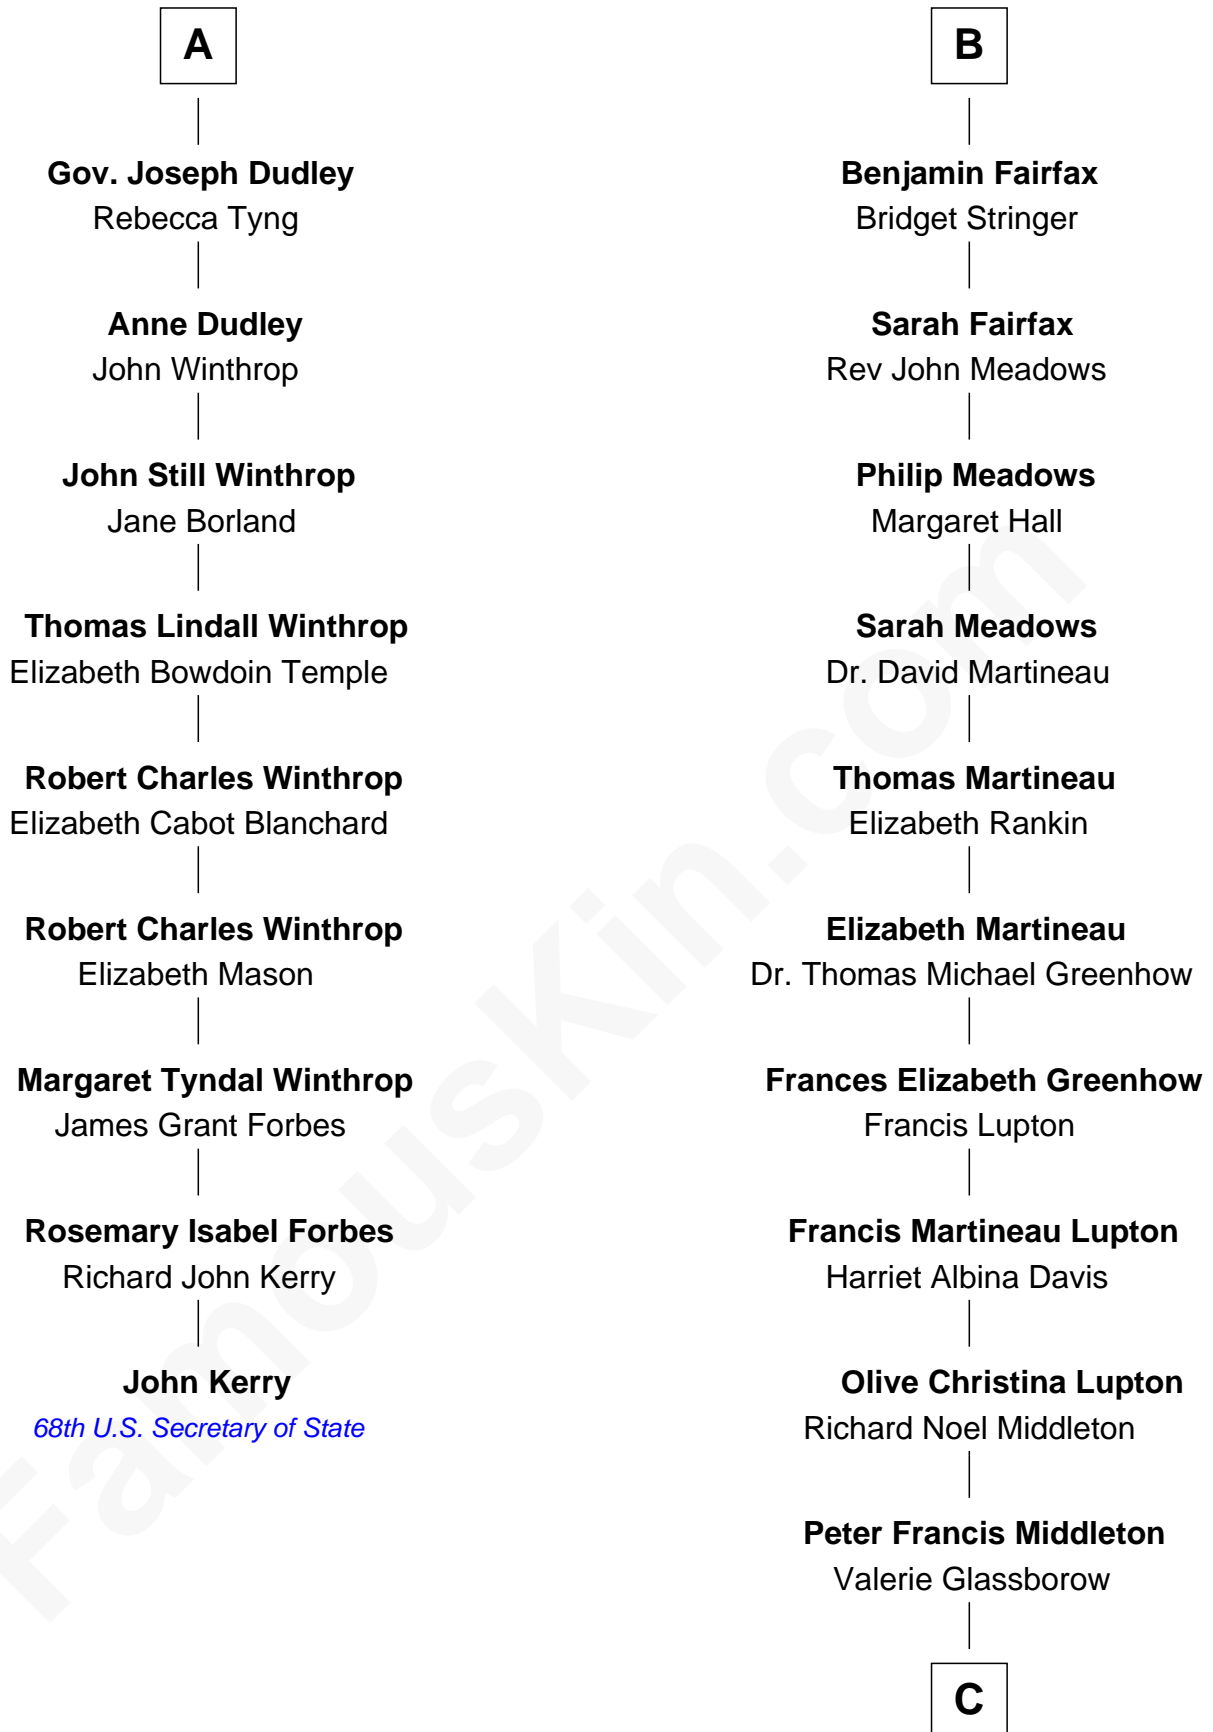 A
Gov. Joseph Dudley
Rebecca Tyng
Anne Dudley
John Winthrop
John Still Winthrop
Jane Borland
Thomas Lindall Winthrop
Elizabeth Bowdoin Temple
Robert Charles Winthrop
Elizabeth Cabot Blanchard
Robert Charles Winthrop
Elizabeth Mason
Margaret Tyndal Winthrop
James Grant Forbes
Rosemary Isabel Forbes
Richard John Kerry
John Kerry
68th U.S. Secretary of State
B
Benjamin Fairfax
Bridget Stringer
Sarah Fairfax
Rev John Meadows
Philip Meadows
Margaret Hall
Sarah Meadows
Dr. David Martineau
Thomas Martineau
Elizabeth Rankin
Elizabeth Martineau
Dr. Thomas Michael Greenhow
Frances Elizabeth Greenhow
Francis Lupton
Francis Martineau Lupton
Harriet Albina Davis
Olive Christina Lupton
Richard Noel Middleton
Peter Francis Middleton
Valerie Glassborow
C
FamousKin.com